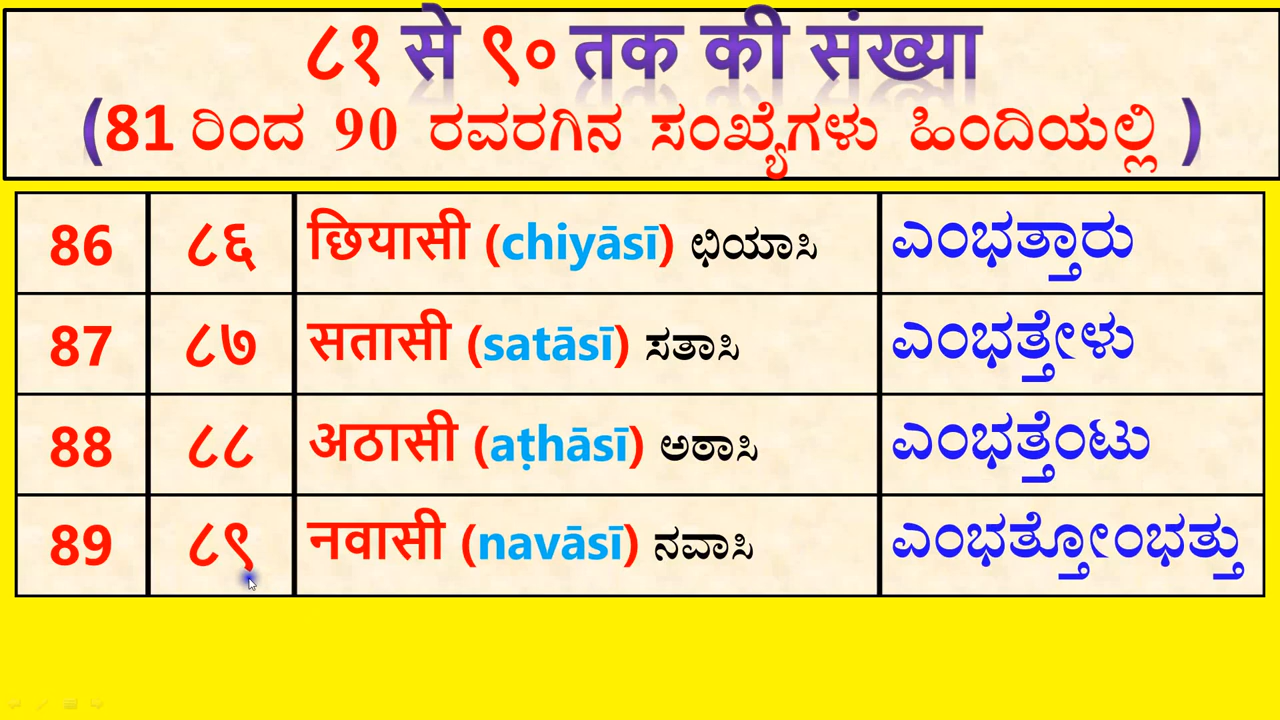 ८१ से ९० तक की संख्या
(81 ರಿಂದ 90 ರವರಗಿನ ಸಂಖ್ಯೆಗಳು ಹಿಂದಿಯಲ್ಲಿ )
86 ८६ छियासी (chiyāsī) ಛಿಯಾಸಿ ಎಂಭತ್ತಾರು
87 ८७ सतासी (satāsī) ಸತಾಸಿ ಎಂಭತ್ತೇಳು
88 ८८ अठासी (aṭhāsī) ಅಠಾಸಿ ಎಂಭತ್ತೆಂಟು
89 ८९ नवासी (navāsī) ನವಾಸಿ ಎಂಭತ್ತೋಂಭತ್ತು